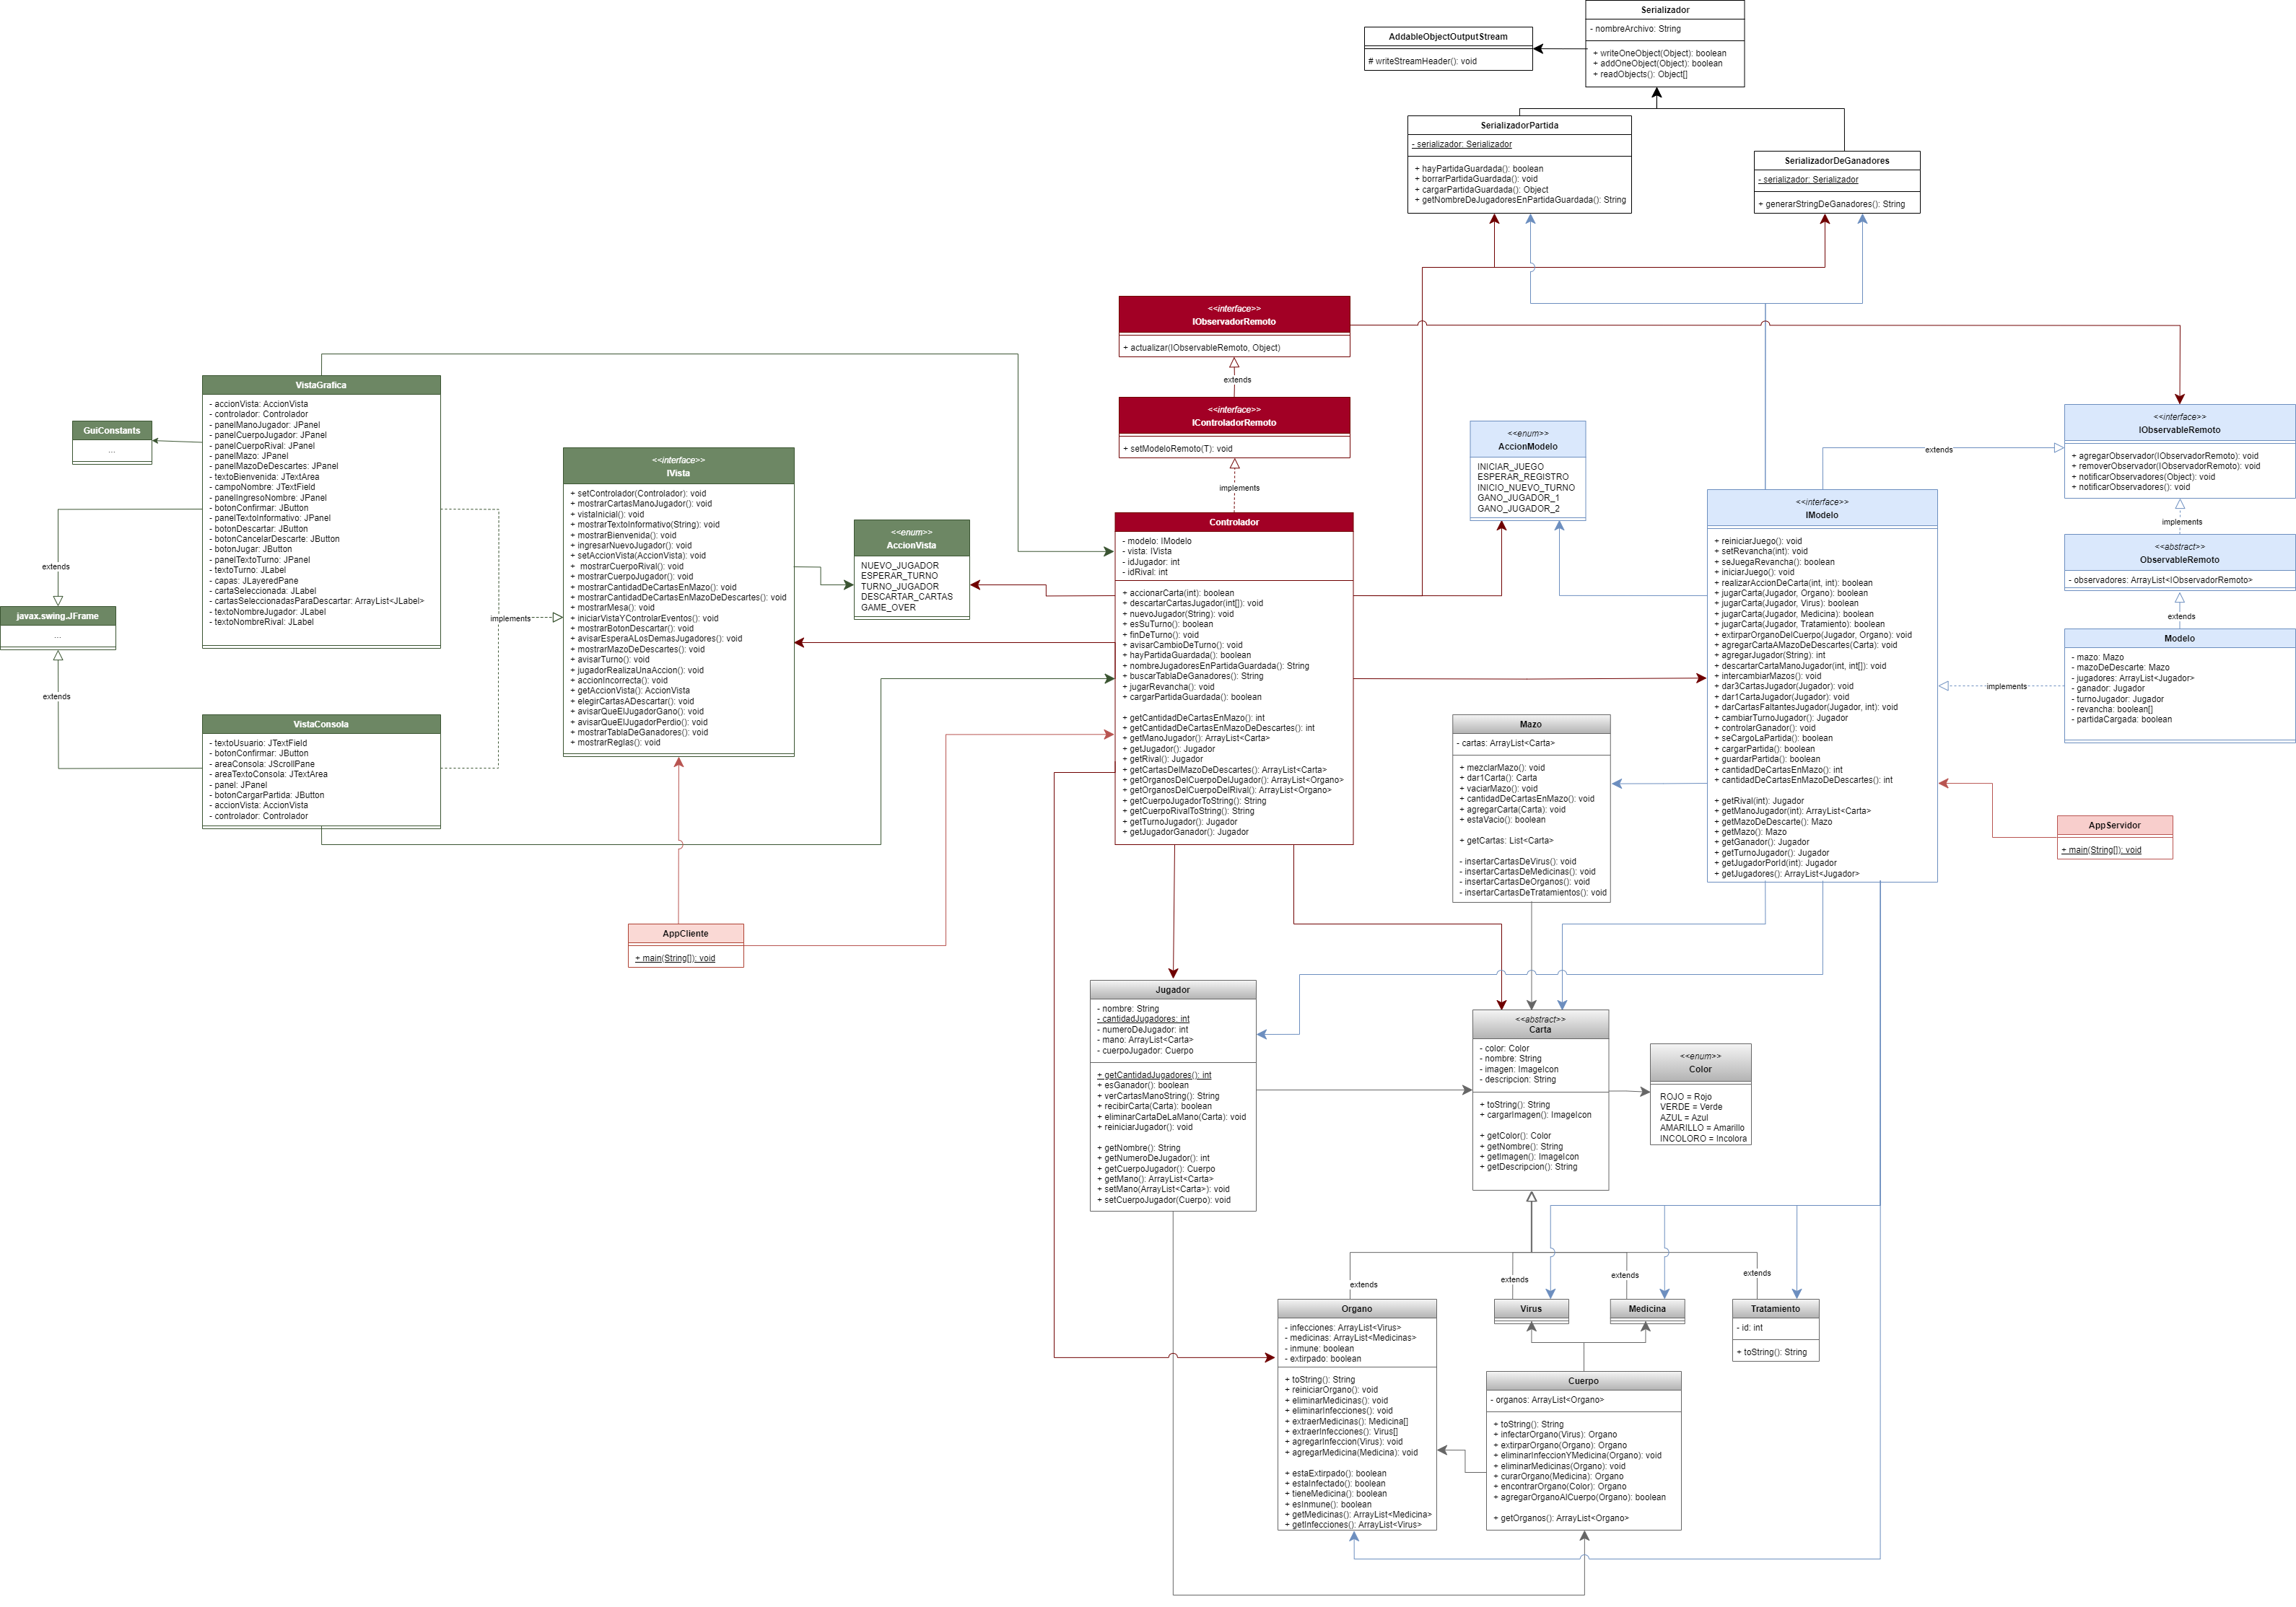 Serializador
- nombreArchivo: String
+ writeOneObject(Object): boolean
+ addOneObject(Object): boolean
+ readObjects(): Object[]
AddableObjectOutputStream
# writeStreamHeader(): void
SerializadorPartida
- serializador: Serializador
+ hayPartidaGuardada(): boolean
+ borrarPartidaGuardada(): void
+ cargarPartidaGuardada(): Object
+ getNombreDeJugadoresEnPartidaGuardada(): String
SerializadorDeGanadores
- serializador: Serializador
+ generarStringDeGanadores(): String
<<interface>>
IObservadorRemoto
+ actualizar(IObservableRemoto, Object)
extends
<<interface>>
IControladorRemoto
+ setModeloRemoto(T): void
implements
VistaGrafica
- accionVista: AccionVista
- controlador: Controlador
- panelManoJugador: JPanel
- panelCuerpoJugador: JPanel
- panelCuerpoRival: JPanel
- panelMazo: JPanel
- panelMazoDeDescartes: JPanel
- textoBienvenida: JTextArea
- campoNombre: JTextField
- panelIngresoNombre: JPanel
- botonConfirmar: JButton
- panelTextoInformativo: JPanel
- botonDescartar: JButton
- botonCancelarDescarte: JButton
- botonJugar: JButton
- panelTextoTurno: JPanel
- textoTurno: JLabel
- capas: JLayeredPane
- cartaSeleccionada: JLabel
- cartasSeleccionadasParaDescartar: ArrayList<JLabel>
- textoNombreJugador: JLabel
- textoNombreRival: JLabel
GuiConstants
...
extends
javax.swing.JFrame
...
extends
VistaConsola
- textoUsuario: JTextField
- botonConfirmar: JButton
- areaConsola: JScrollPane
- areaTextoConsola: JTextArea
- panel: JPanel
- botonCargarPartida: JButton
- accionVista: AccionVista
- controlador: Controlador
implements
<<interface>>
IVista
+ setControlador(Controlador): void
+ mostrarCartasManoJugador(): void
+ vistaInicial(): void
+ mostrarTextoInformativo(String): void
+ mostrarBienvenida(): void
+ ingresarNuevoJugador(): void
+ setAccionVista(AccionVista): void
+ mostrarCuerpoRival(): void
+ mostrarCuerpoJugador(): void
+ mostrarCantidadDeCartasEnMazo(): void
+ mostrarCantidadDeCartasEnMazoDeDescartes(): void
+ mostrarMesa(): void
+ iniciarVistaYControlarEventos(): void
+ mostrarBotonDescartar(): void
+ avisarEsperaALosDemasJugadores(): void
+ mostrarMazoDeDescartes(): void
+ avisarTurno(): void
+ jugadorRealizaUnaAccion(): void
+ accionIncorrecta(): void
+ getAccionVista(): AccionVista
+ elegirCartasADescartar(): void
+ avisarQueElJugadorGano(): void
+ avisarQueElJugadorPerdio(): void
+ mostrarTablaDeGanadores(): void
+ mostrarReglas(): void
<<enum>>
AccionVista
NUEVO_JUGADOR
ESPERAR_TURNO
TURNO_JUGADOR
DESCARTAR_CARTAS
GAME_OVER
Controlador
- modelo: IModelo
- vista: IVista
- idJugador: int
- idRival: int
+ accionarCarta(int): boolean
+ descartarCartasJugador(int[]): void
+ nuevoJugador(String): void
+ esSuTurno(): boolean
+ finDeTurno(): void
+ avisarCambioDeTurno(): void
+ hayPartidaGuardada(): boolean
+ nombreJugadoresEnPartidaGuardada(): String
+ buscarTablaDeGanadores(): String
+ jugarRevancha(): void
+ cargarPartidaGuardada(): boolean
+ getCantidadDeCartasEnMazo(): int
+ getCantidadDeCartasEnMazoDeDescartes(): int
+ getManoJugador(): ArrayList<Carta>
+ getJugador(): Jugador
+ getRival(): Jugador
+ getCartasDelMazoDeDescartes(): ArrayList<Carta>
+ getOrganosDelCuerpoDelJugador(): ArrayList<Organo>
+ getOrganosDelCuerpoDelRival(): ArrayList<Organo>
+ getCuerpoJugadorToString(): String
+ getCuerpoRivalToString(): String
+ getTurnoJugador(): Jugador
+ getJugadorGanador(): Jugador
<<enum>>
AccionModelo
INICIAR_JUEGO
ESPERAR_REGISTRO
INICIO_NUEVO_TURNO
GANO_JUGADOR_1
GANO_JUGADOR_2
<<interface>>
IModelo
+ reiniciarJuego(): void
+ setRevancha(int): void
+ seJuegaRevancha(): boolean
+ iniciarJuego(): void
+ realizarAccionDeCarta(int, int): boolean
+ jugarCarta(Jugador, Organo): boolean
+ jugarCarta(Jugador, Virus): boolean
+ jugarCarta(Jugador, Medicina): boolean
+ jugarCarta(Jugador, Tratamiento): boolean
+ extirparOrganoDelCuerpo(Jugador, Organo): void
+ agregarCartaAMazoDeDescartes(Carta): void
+ agregarJugador(String): int
+ descartarCartaManoJugador(int, int[]): void
+ intercambiarMazos(): void
+ dar3CartasJugador(Jugador): void
+ dar1CartaJugador(Jugador): void
+ darCartasFaltantesJugador(Jugador, int): void
+ cambiarTurnoJugador(): Jugador
+ controlarGanador(): void
+ seCargoLaPartida(): boolean
+ cargarPartida(): boolean
+ guardarPartida(): boolean
+ cantidadDeCartasEnMazo(): int
+ cantidadDeCartasEnMazoDeDescartes(): int
+ getRival(int): Jugador
+ getManoJugador(int): ArrayList<Carta>
+ getMazoDeDescarte(): Mazo
+ getMazo(): Mazo
+ getGanador(): Jugador
+ getTurnoJugador(): Jugador
+ getJugadorPorId(int): Jugador
+ getJugadores(): ArrayList<Jugador>
extends
<<interface>>
IObservableRemoto
+ agregarObservador(IObservadorRemoto): void
+ removerObservador(IObservadorRemoto): void
+ notificarObservadores(Object): void
+ notificarObservadores(): void
implements
<<abstract>>
ObservableRemoto
- observadores: ArrayList<IObservadorRemoto>
extends
Modelo
- mazo: Mazo
- mazoDeDescarte: Mazo
- jugadores: ArrayList<Jugador>
- ganador: Jugador
- turnoJugador: Jugador
- revancha: boolean[]
- partidaCargada: boolean
implements
AppServidor
+ main(String[]): void
Mazo
- cartas: ArrayList<Carta>
+ mezclarMazo(): void
+ dar1Carta(): Carta
+ vaciarMazo(): void
+ cantidadDeCartasEnMazo(): void
+ agregarCarta(Carta): void
+ estaVacio(): boolean
+ getCartas: List<Carta>
- insertarCartasDeVirus(): void
- insertarCartasDeMedicinas(): void
- insertarCartasDeOrganos(): void
- insertarCartasDeTratamientos(): void
AppCliente
+ main(String[]): void
Jugador
- nombre: String
- cantidadJugadores: int
- numeroDeJugador: int
- mano: ArrayList<Carta>
- cuerpoJugador: Cuerpo
+ getCantidadJugadores(): int
+ esGanador(): boolean
+ verCartasManoString(): String
+ recibirCarta(Carta): boolean
+ eliminarCartaDeLaMano(Carta): void
+ reiniciarJugador(): void
+ getNombre(): String
+ getNumeroDeJugador(): int
+ getCuerpoJugador(): Cuerpo
+ getMano(): ArrayList<Carta>
+ setMano(ArrayList<Carta>): void
+ setCuerpoJugador(Cuerpo): void
<<abstract>>
Carta
- color: Color
- nombre: String
- imagen: ImageIcon
- descripcion: String
+ toString(): String
+ cargarImagen(): ImageIcon
+ getColor(): Color
+ getNombre(): String
+ getImagen(): ImageIcon
+ getDescripcion(): String
<<enum>>
Color
ROJO = Rojo
VERDE = Verde
AZUL = Azul
AMARILLO = Amarillo
INCOLORO = Incolora
extends
extends
extends
extends
Organo
- infecciones: ArrayList<Virus>
- medicinas: ArrayList<Medicinas>
- inmune: boolean
- extirpado: boolean
+ toString(): String
+ reiniciarOrgano(): void
+ eliminarMedicinas(): void
+ eliminarInfecciones(): void
+ extraerMedicinas(): Medicina[]
+ extraerInfecciones(): Virus[]
+ agregarInfeccion(Virus): void
+ agregarMedicina(Medicina): void
+ estaExtirpado(): boolean
+ estaInfectado(): boolean
+ tieneMedicina(): boolean
+ esInmune(): boolean
+ getMedicinas(): ArrayList<Medicina>
+ getInfecciones(): ArrayList<Virus>
Virus
Medicina
Tratamiento
- id: int
+ toString(): String
Cuerpo
- organos: ArrayList<Organo>
+ toString(): String
+ infectarOrgano(Virus): Organo
+ extirparOrgano(Organo): Organo
+ eliminarInfeccionYMedicina(Organo): void
+ eliminarMedicinas(Organo): void
+ curarOrgano(Medicina): Organo
+ encontrarOrgano(Color): Organo
+ agregarOrganoAlCuerpo(Organo): boolean
+ getOrganos(): ArrayList<Organo>